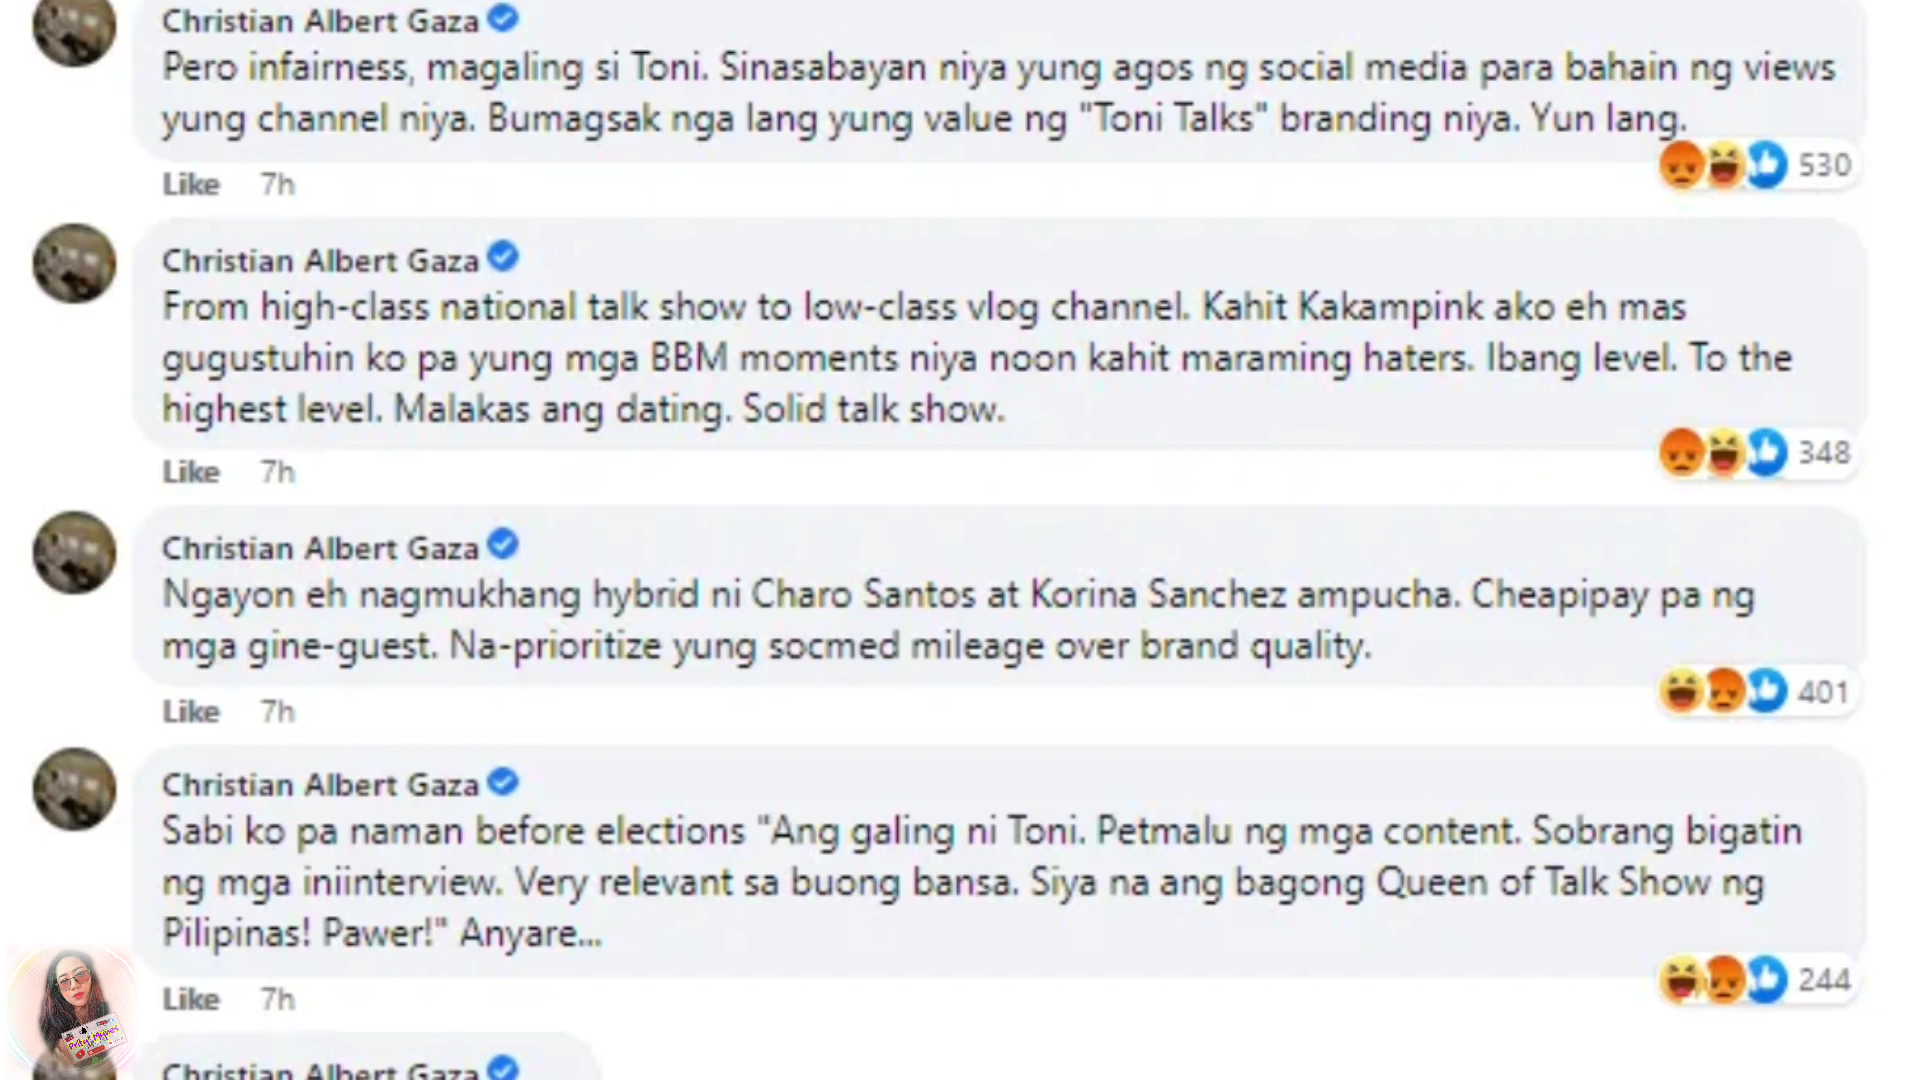 Christian Albert Gaza
Pero infairness, magaling si Toni. Sinasabayan niya yung agos ng social media para bahain ng views
yung channel niya. Bumagsak nga lang yung value ng "Toni Talks" branding niya. Yun lang.
530
Like 7h
Christian Albert Gaza
From high-class national talk show to low-class vlog channel. Kahit Kakampink ako eh mas
gugustuhin ko pa yung mga BBM moments niya noon kahit maraming haters. Ibang level. To the
highest level. Malakas ang dating. Solid talk show.
348
Like 7h
Christian Albert Gaza
Ngayon eh nagmukhang hybrid ni Charo Santos at Korina Sanchez ampucha. Cheapipay pa ng
mga gine-guest. Na-prioritize yung socmed mileage over brand quality.
401
Like 7h
Christian Albert Gaza
Sabi ko pa naman before elections "Ang galing ni Toni. Petmalu ng mga content. Sobrang bigatin
ng mga iniinterview. Very relevant sa buong bansa. Siya na ang bagong Queen of Talk Show ng
Pilipinas! Pawer!" Anyare...
244
Like 7h
Christian Albert Gaza